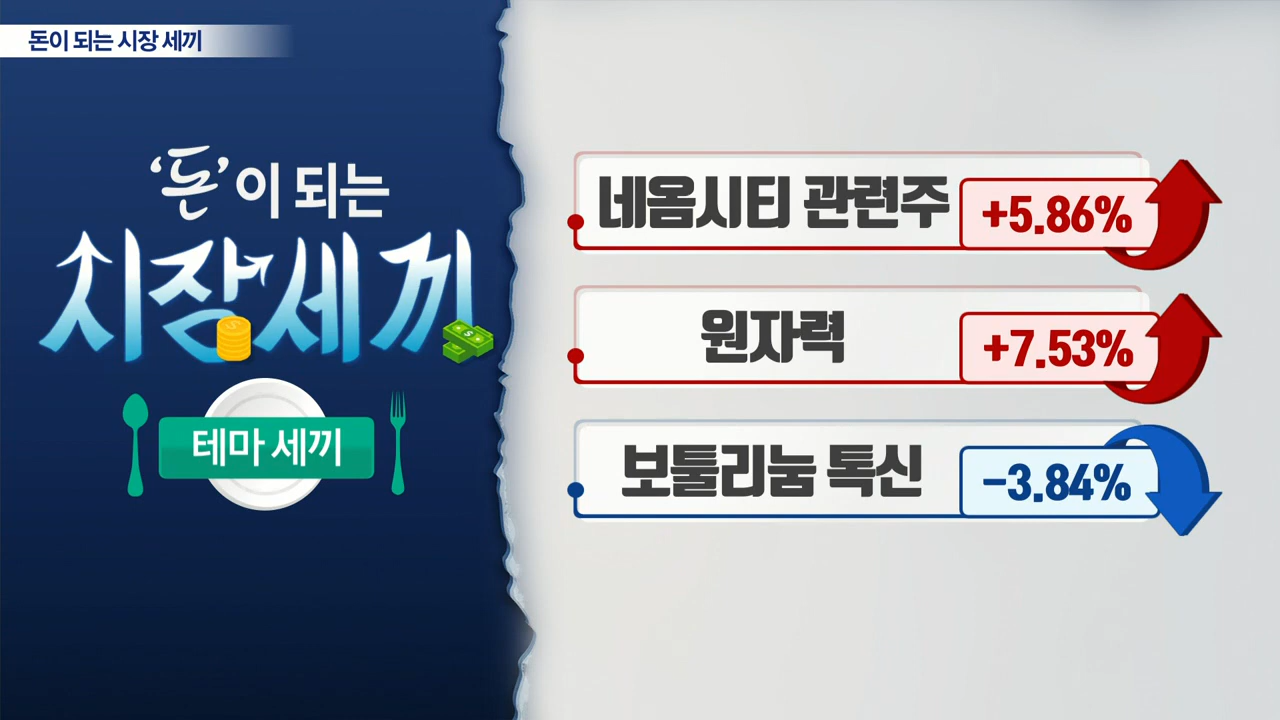 돈이 되는 시장 세끼
‘돈’이 되는
시장세끼
테마 세끼
네옴시티 관련주 +5.86%
원자력 +7.53%
보툴리눔 톡신 -3.84%